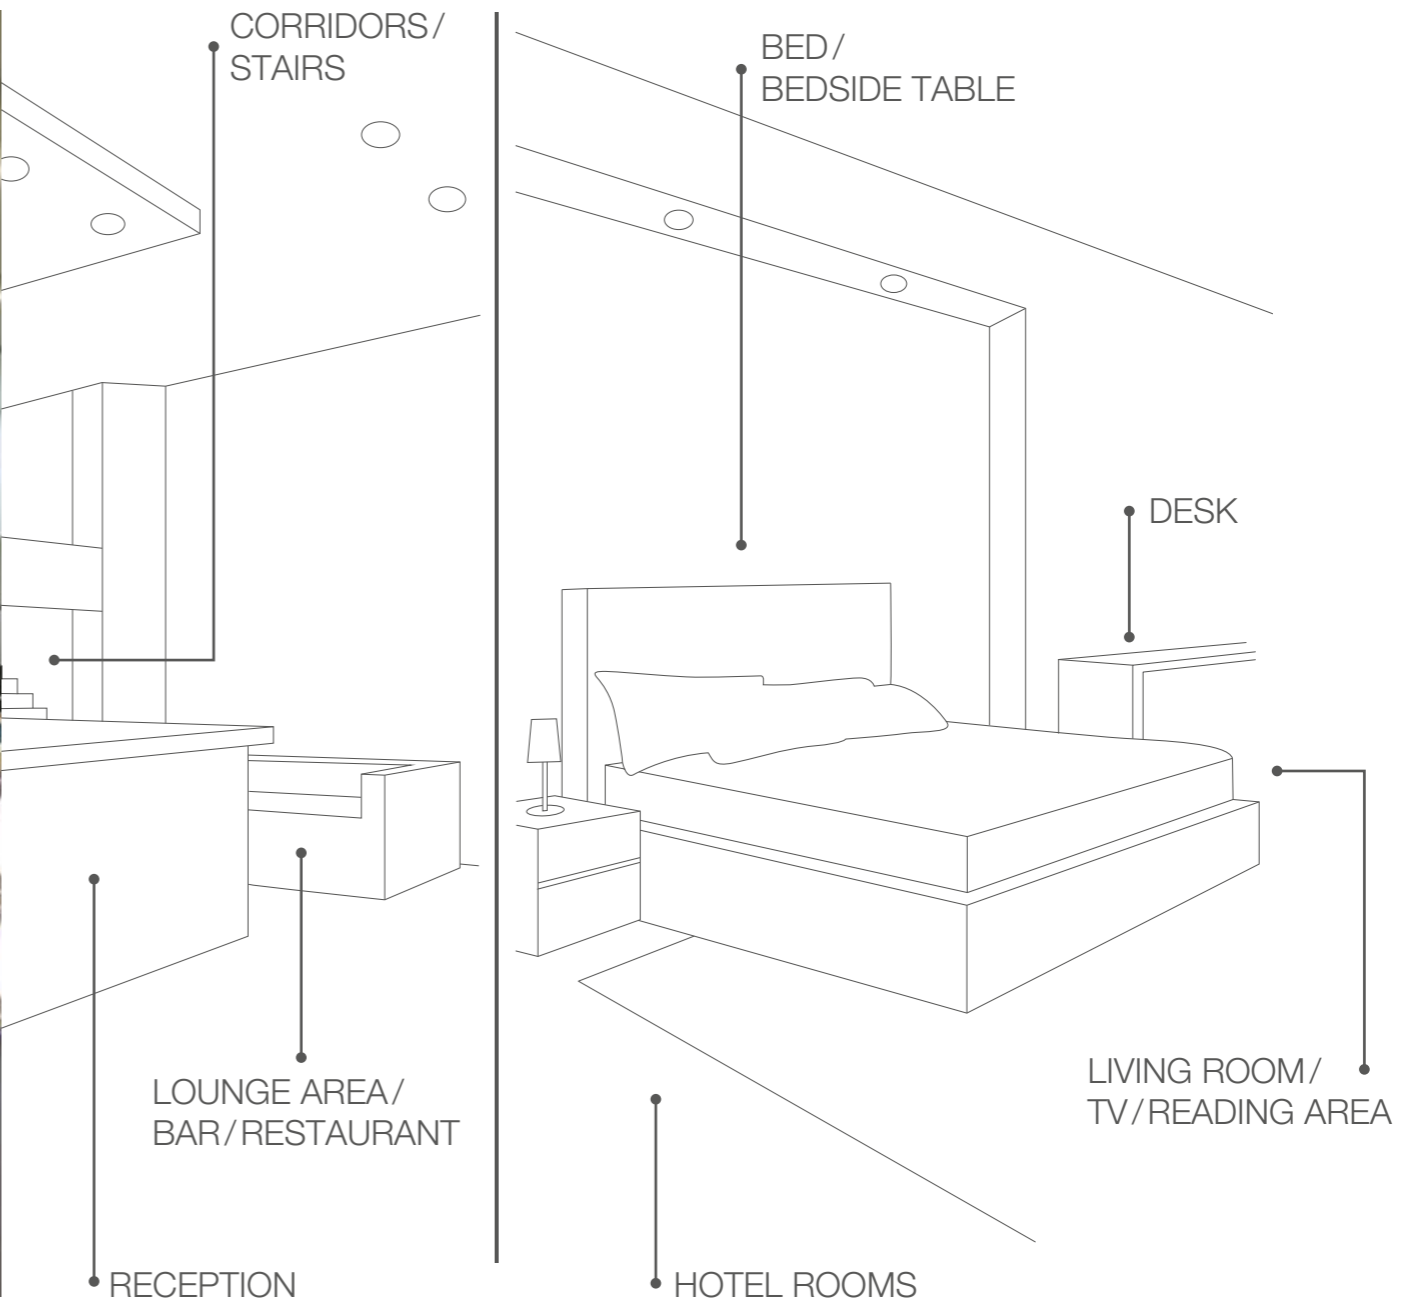 CORRIDORS/
STAIRS
BED/
BEDSIDE TABLE
DESK
LOUNGE AREA/
BAR/RESTAURANT
LIVING ROOM/
TV/READING AREA
RECEPTION
HOTEL ROOMS